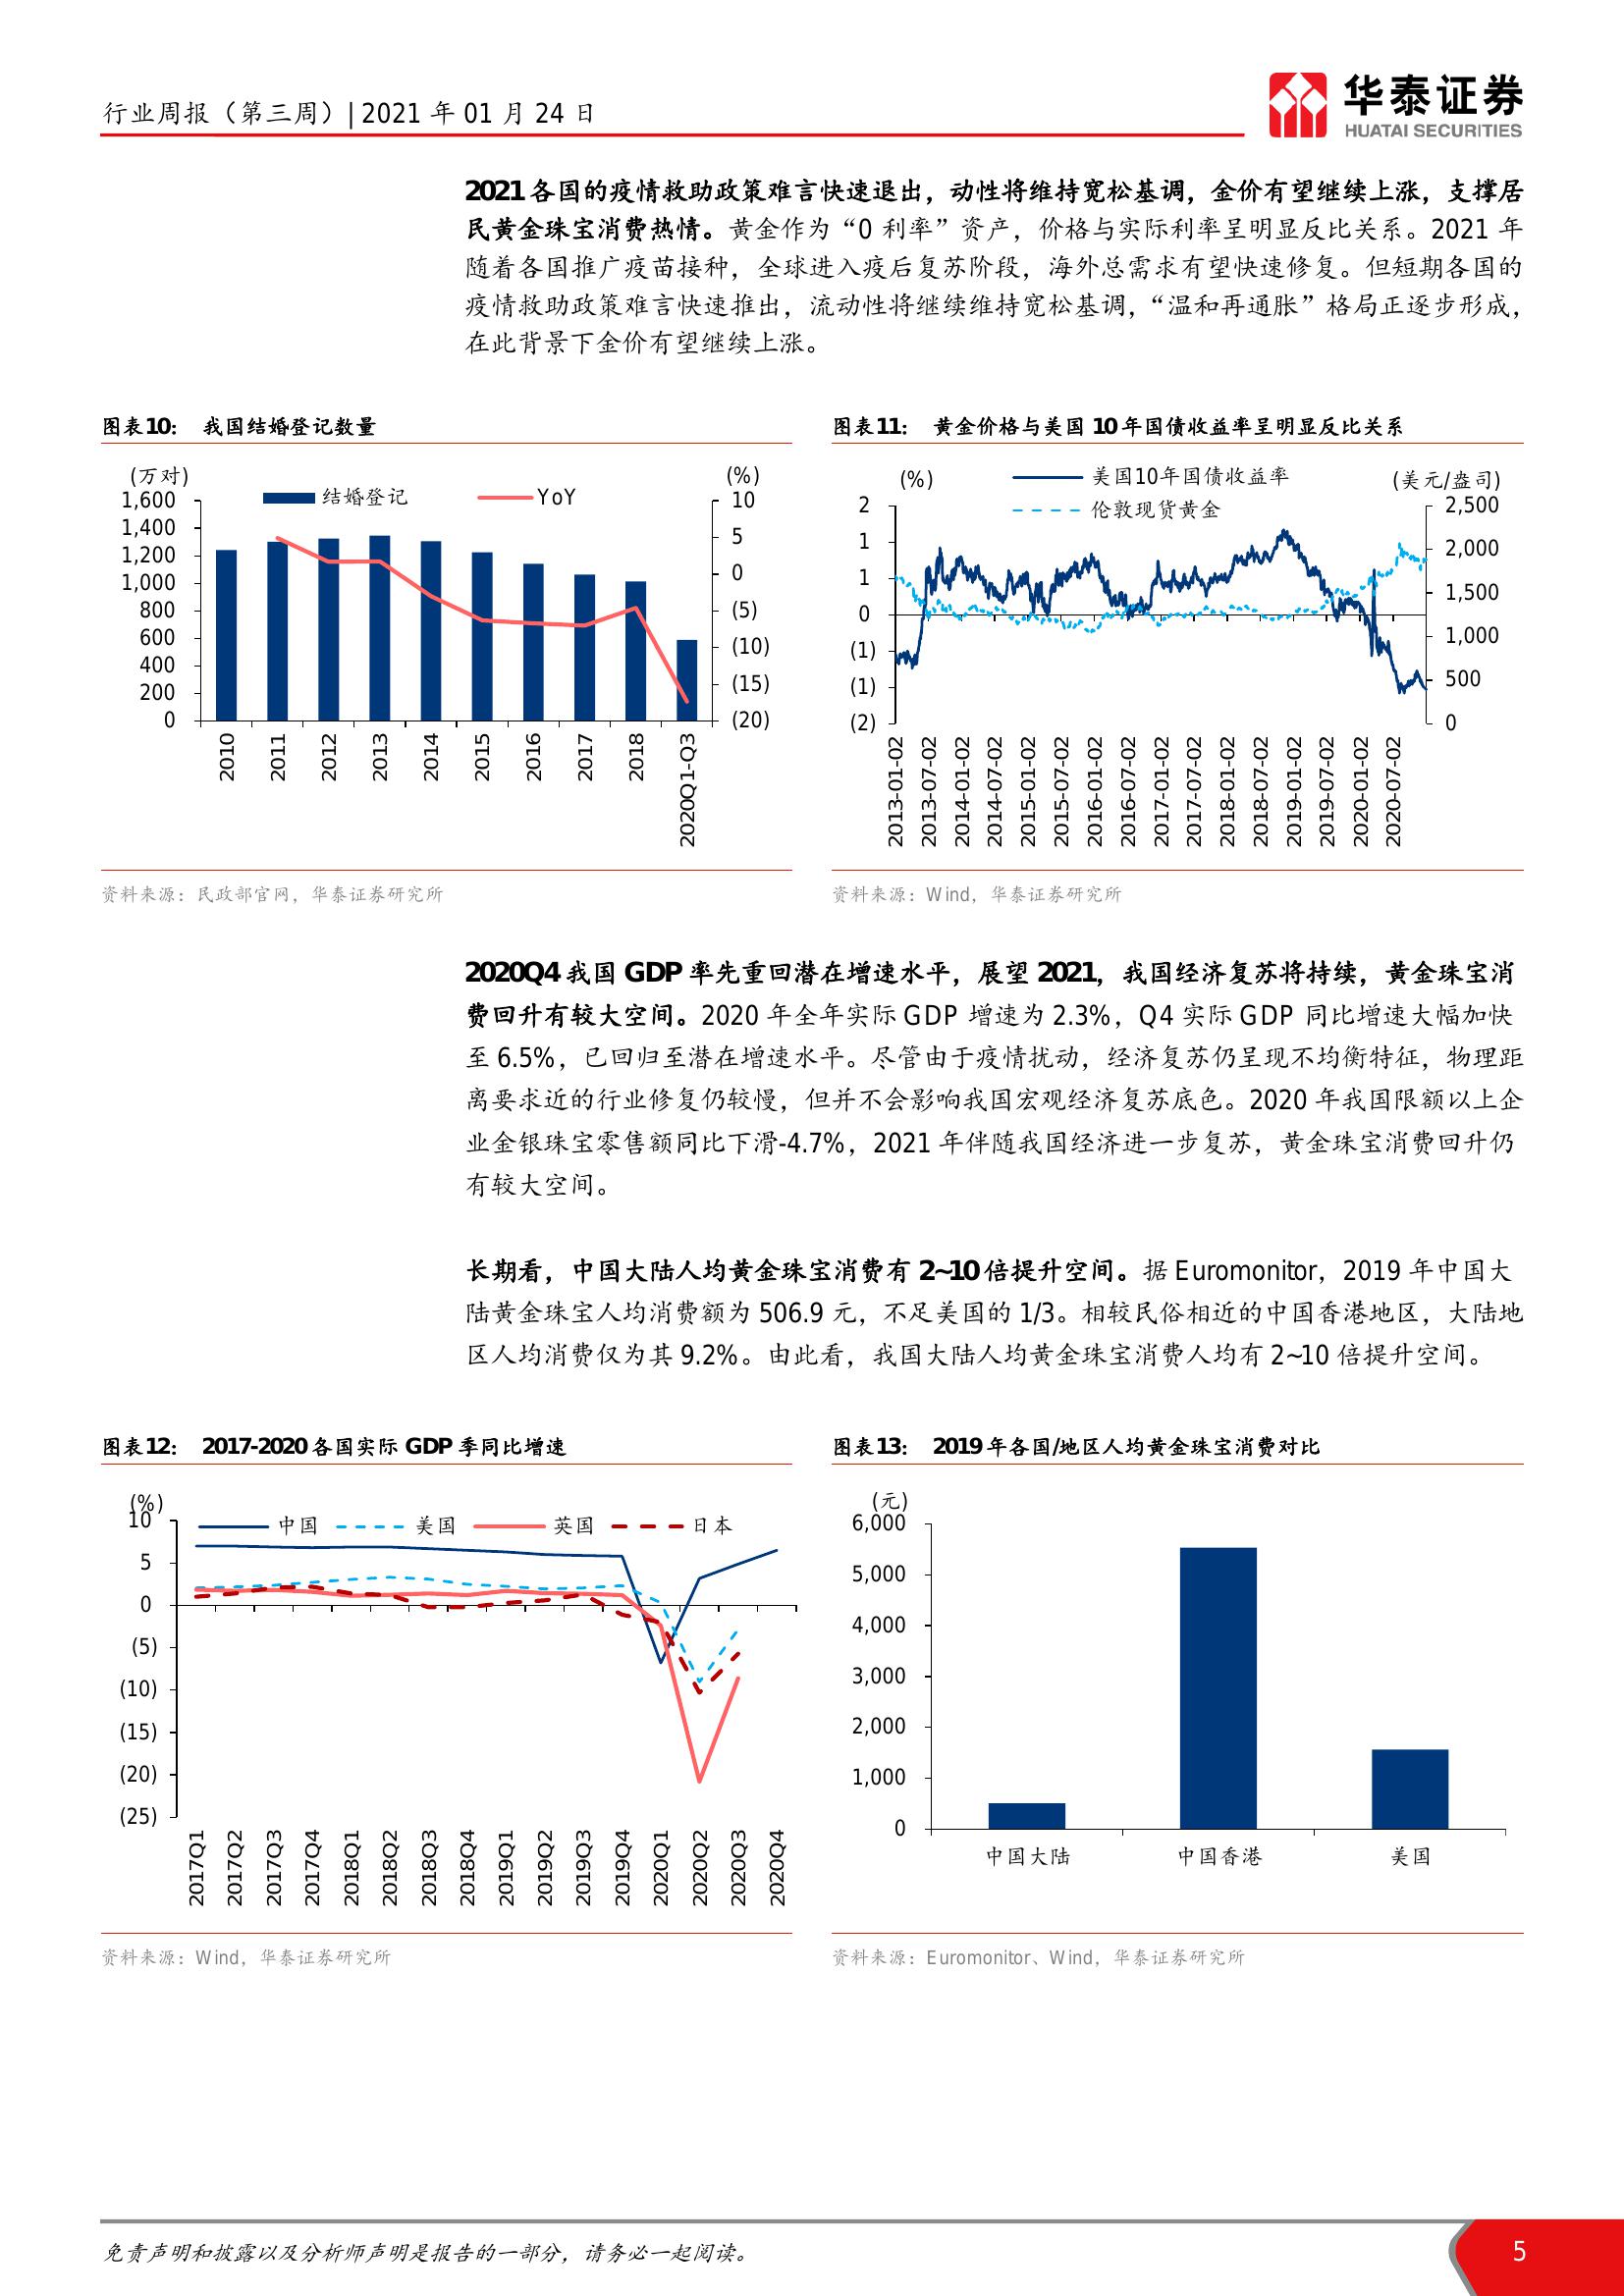 行业周报（第三周）| 2021 年 01 月 24 日
华泰证券
HUATAI SECURITIES
2021 各国的疫情救助政策难言快速退出，动性将维持宽松基调，金价有望继续上涨，支撑居
民黄金珠宝消费热情。黄金作为“0 利率”资产，价格与实际利率呈明显反比关系。2021 年
随着各国推广疫苗接种，全球进入疫后复苏阶段，海外总需求有望快速修复。但短期各国的
疫情救助政策难言快速推出，流动性将继续维持宽松基调，“温和再通胀”格局正逐步形成，
在此背景下金价有望继续上涨。
图表10： 我国结婚登记数量
(万对)
(%)
结婚登记
YoY
1,600
1,400
1,200
1,000
800
600
400
200
0
10
5
0
(5)
(10)
(15)
(20)
2010
2011
2012
2013
2014
2015
2016
2017
2018
2020Q1-Q3
资料来源：民政部官网，华泰证券研究所
图表11： 黄金价格与美国 10 年国债收益率呈明显反比关系
(%)
美国10年国债收益率
(美元/盎司)
伦敦现货黄金
2
1
1
0
(1)
(1)
(2)
2,500
2,000
1,500
1,000
500
0
2013-01-02
2013-07-02
2014-01-02
2014-07-02
2015-01-02
2015-07-02
2016-01-02
2016-07-02
2017-01-02
2017-07-02
2018-01-02
2018-07-02
2019-01-02
2019-07-02
2020-01-02
2020-07-02
资料来源：Wind，华泰证券研究所
2020Q4 我国 GDP 率先重回潜在增速水平，展望 2021，我国经济复苏将持续，黄金珠宝消
费回升有较大空间。2020 年全年实际 GDP 增速为 2.3%，Q4 实际 GDP 同比增速大幅加快
至 6.5%，已回归至潜在增速水平。尽管由于疫情扰动，经济复苏仍呈现不均衡特征，物理距
离要求近的行业修复仍较慢，但并不会影响我国宏观经济复苏底色。2020 年我国限额以上企
业金银珠宝零售额同比下滑-4.7%，2021 年伴随我国经济进一步复苏，黄金珠宝消费回升仍
有较大空间。
长期看，中国大陆人均黄金珠宝消费有 2~10 倍提升空间。据 Euromonitor，2019 年中国大
陆黄金珠宝人均消费额为 506.9 元，不足美国的 1/3。相较民俗相近的中国香港地区，大陆地
区人均消费仅为其 9.2%。由此看，我国大陆人均黄金珠宝消费人均有 2~10 倍提升空间。
图表12： 2017-2020 各国实际 GDP 季同比增速
(%)
中国
美国
英国
日本
10
5
0
(5)
(10)
(15)
(20)
(25)
2017Q1
2017Q2
2017Q3
2017Q4
2018Q1
2018Q2
2018Q3
2018Q4
2019Q1
2019Q2
2019Q3
2019Q4
2020Q1
2020Q2
2020Q3
2020Q4
资料来源：Wind，华泰证券研究所
图表13： 2019 年各国/地区人均黄金珠宝消费对比
(元)
6,000
5,000
4,000
3,000
2,000
1,000
0
中国大陆
中国香港
美国
资料来源：Euromonitor、Wind，华泰证券研究所
免责声明和披露以及分析师声明是报告的一部分，请务必一起阅读。
5